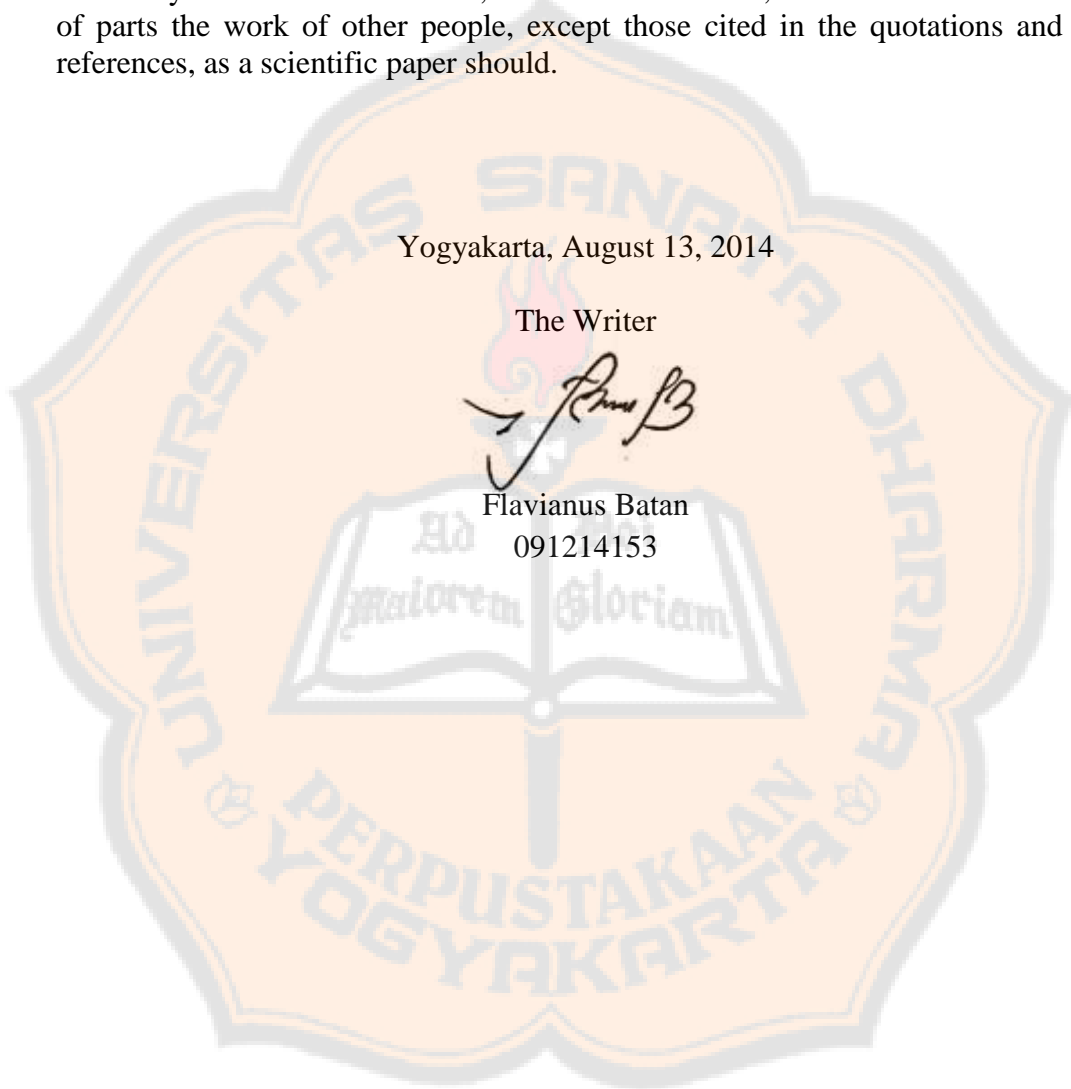 of parts the work of other people, except those cited in the quotations and
references, as a scientific paper should.
Yogyakarta, August 13, 2014
The Writer
Flavianus Batan
091214153
UNIVERSITAS SANATA DHARMA
Ad
Maiorem Gloriam
PERPUSTAKAAN
YOGYAKARTA